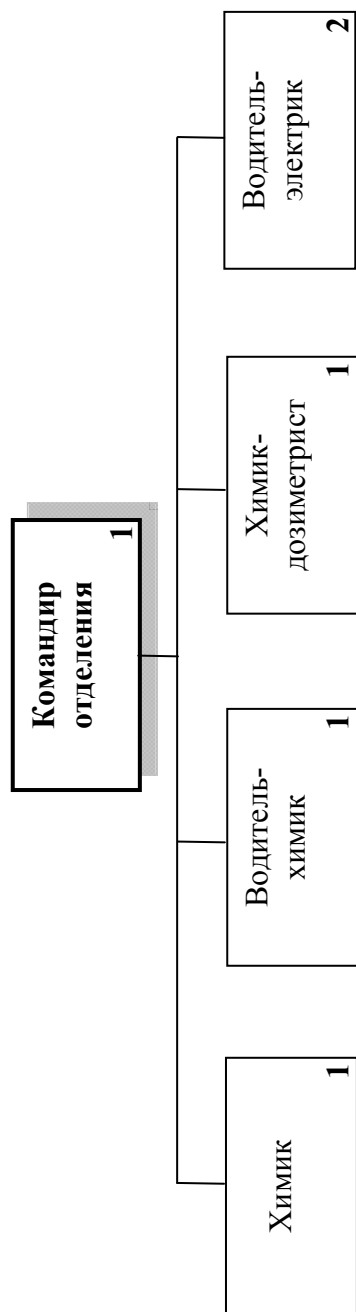 Командир
отделения
1
Химик
1
Водитель-
химик
1
Химик-
дозиметрист
1
Водитель-
электрик
2